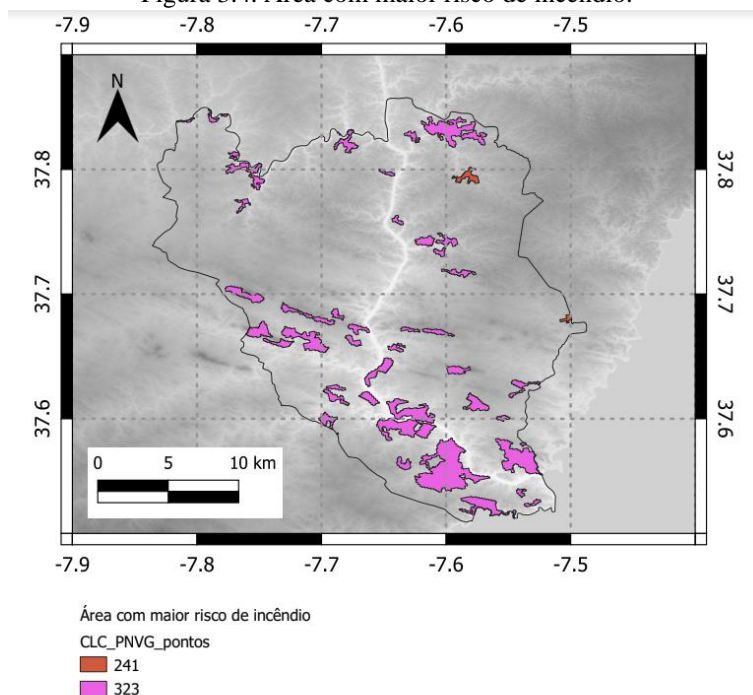 Figura 3.4: Área com maior risco de incêndio.
-7.9 -7.8 -7.7 -7.6 -7.5
N
37.8 37.8
37.7 37.7
37.6 37.6
0 5 10 km
-7.9 -7.8 -7.7 -7.6 -7.5
Área com maior risco de incêndio
CLC_PNVG_pontos
241
323